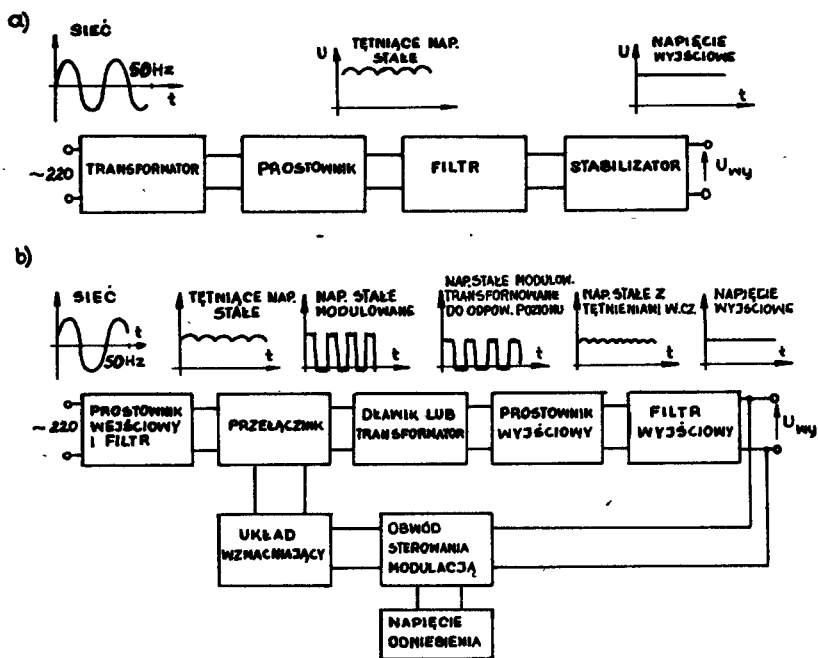 a)
SIEĆ
50Hz
t
U
TĘTNIĄCE NAP.
STAŁE
t
U
NAPIĘCIE
WYJŚCIOWE
t
~220
TRANSFORMATOR
PROSTOWNIK
FILTR
STABILIZATOR
Uwy
b)
SIEĆ
t
50Hz
TĘTNIĄCE NAP.
STAŁE
t
NAP. STAŁE
MODULOWANE
t
NAP. STAŁE MODULOW.
TRANSFORMOWANE
DO ODPOW. POZIOMU
t
NAP. STAŁE Z
TĘTNIENIAMI W.CZ.
t
NAPIĘCIE
WYJŚCIOWE
t
~220
PROSTOWNIK
WEJŚCIOWY
I FILTR
PRZEŁĄCZNIK
DŁAWIK LUB
TRANSFORMATOR
PROSTOWNIK
WYJŚCIOWY
FILTR
WYJŚCIOWY
Uwy
UKŁAD
WZMACNIAJĄCY
OBWÓD
STEROWANIA
MODULACJĄ
NAPIĘCIE
ODNIESIENIA